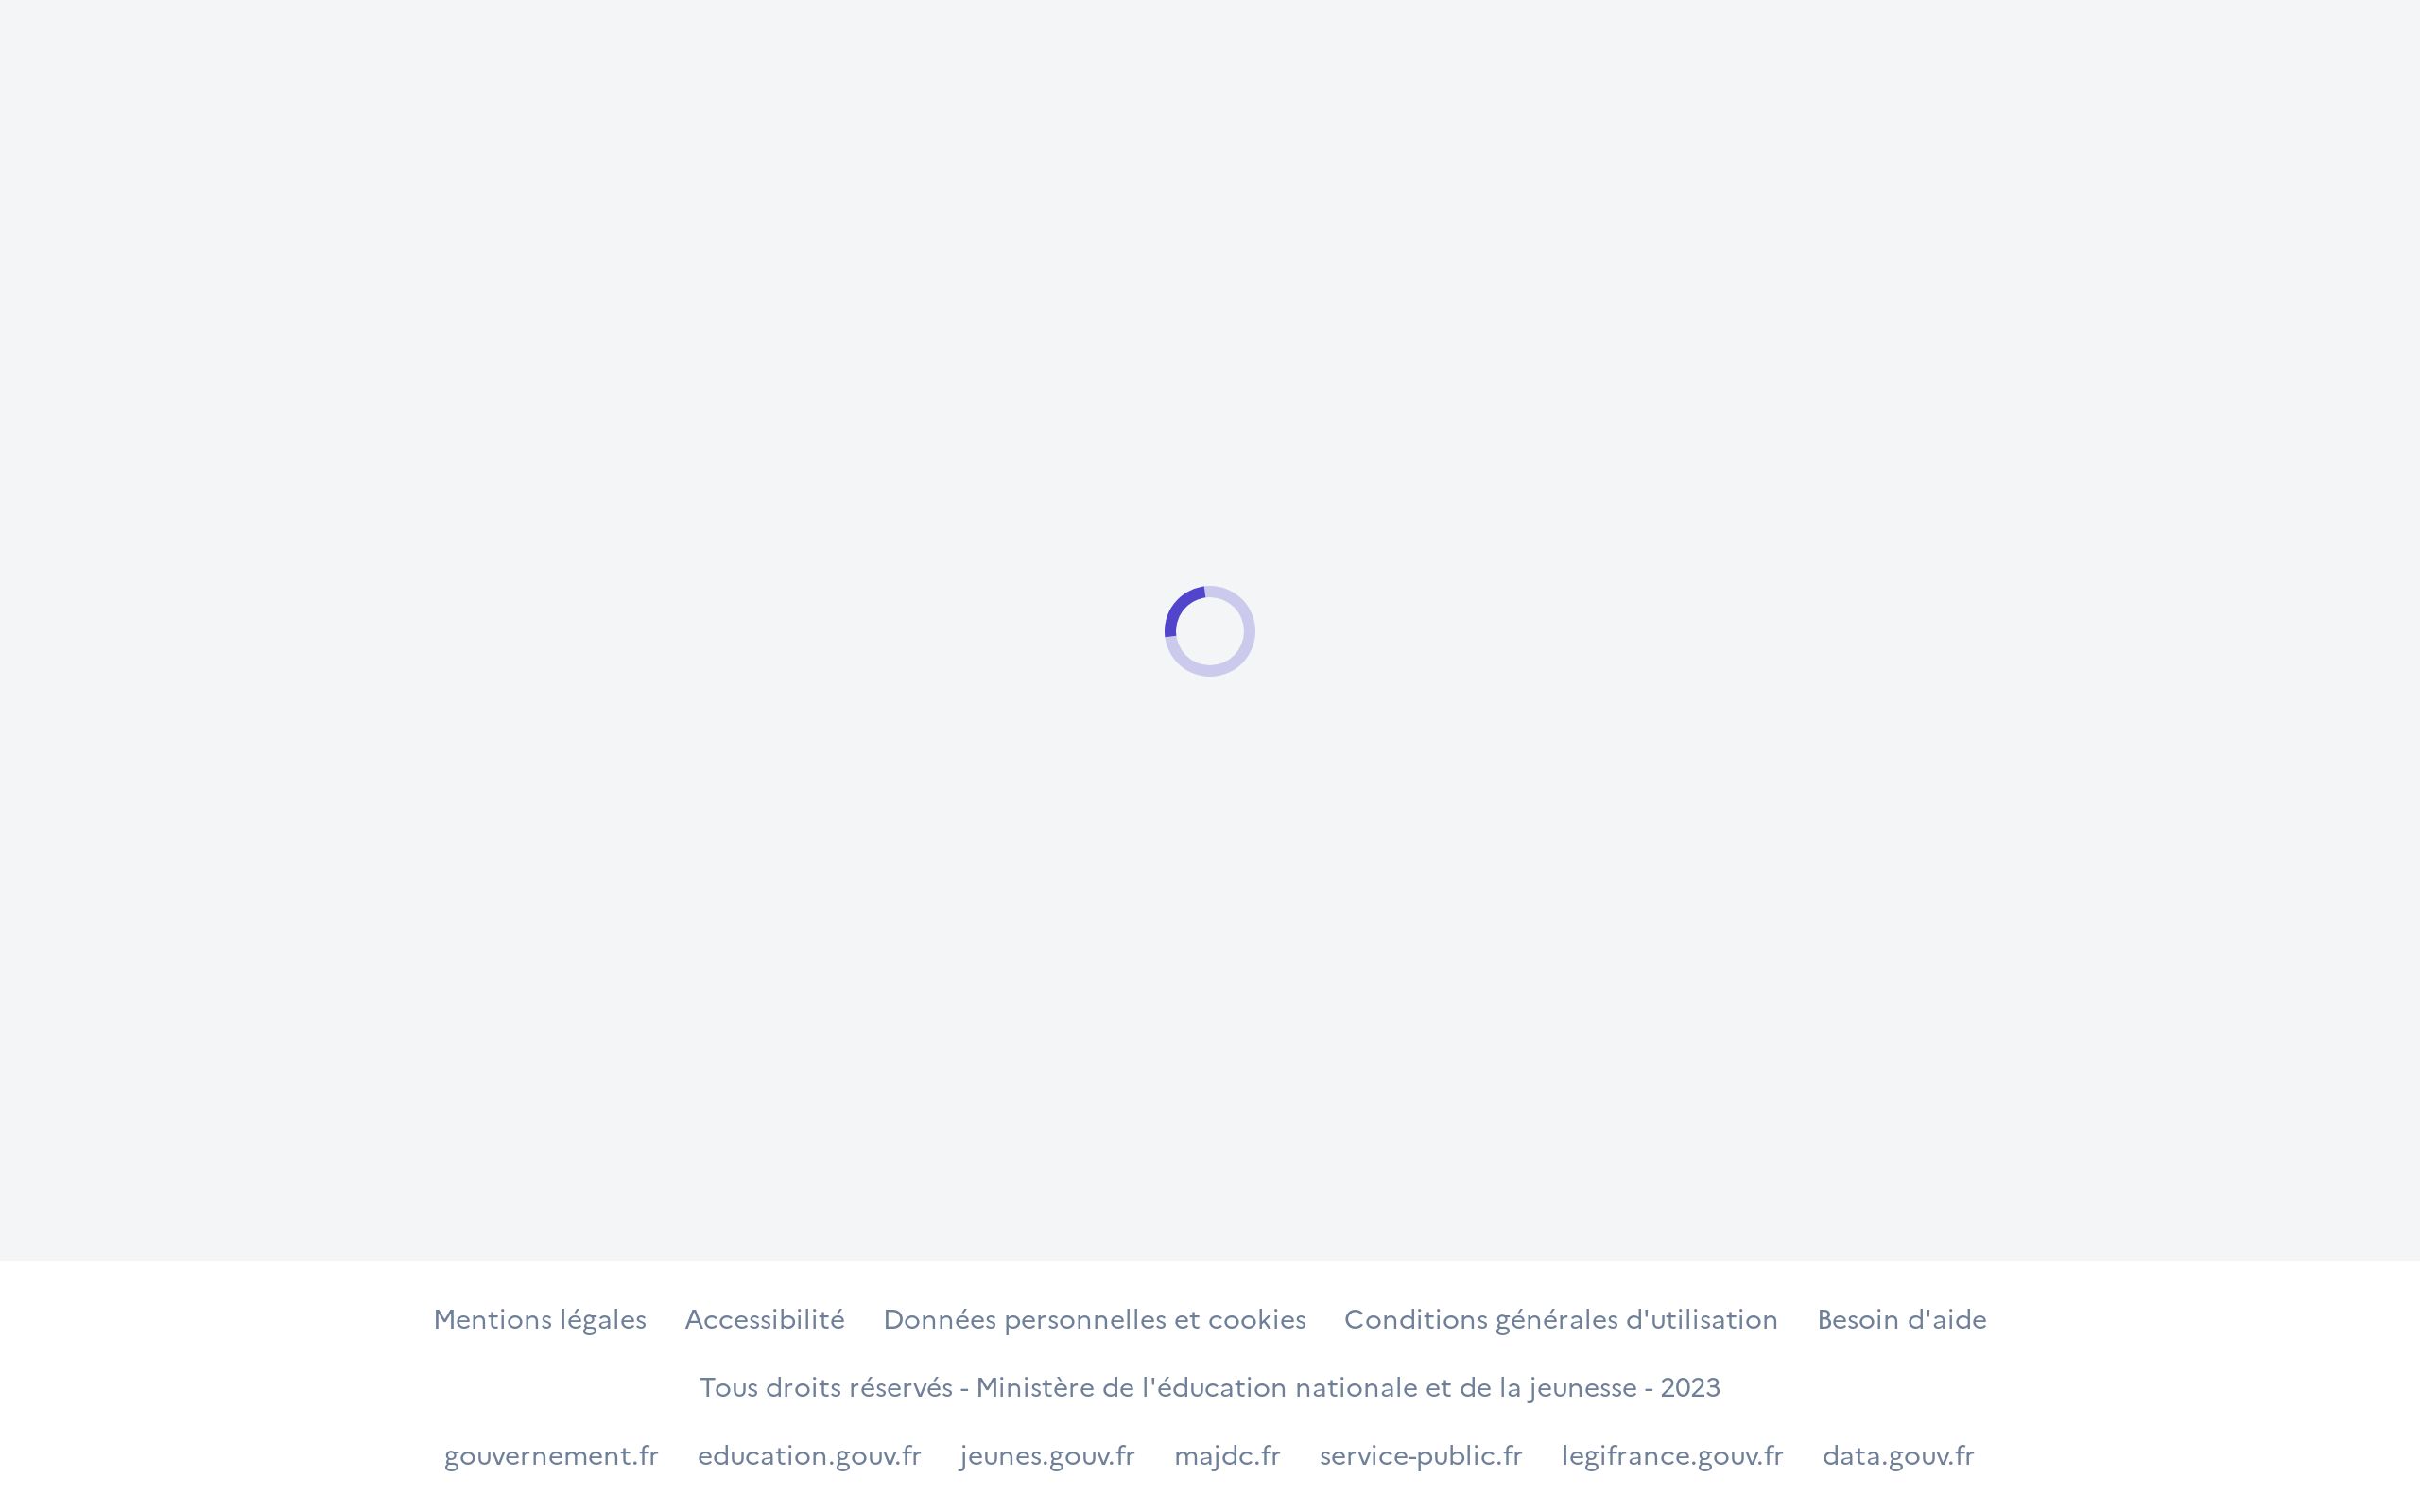 Mentions légales Accessibilité Données personnelles et cookies Conditions générales d'utilisation Besoin d'aide
Tous droits réservés - Ministère de l'éducation nationale et de la jeunesse - 2023
gouvernement.fr education.gouv.fr jeunes.gouv.fr majdc.fr service-public.fr legifrance.gouv.fr data.gouv.fr